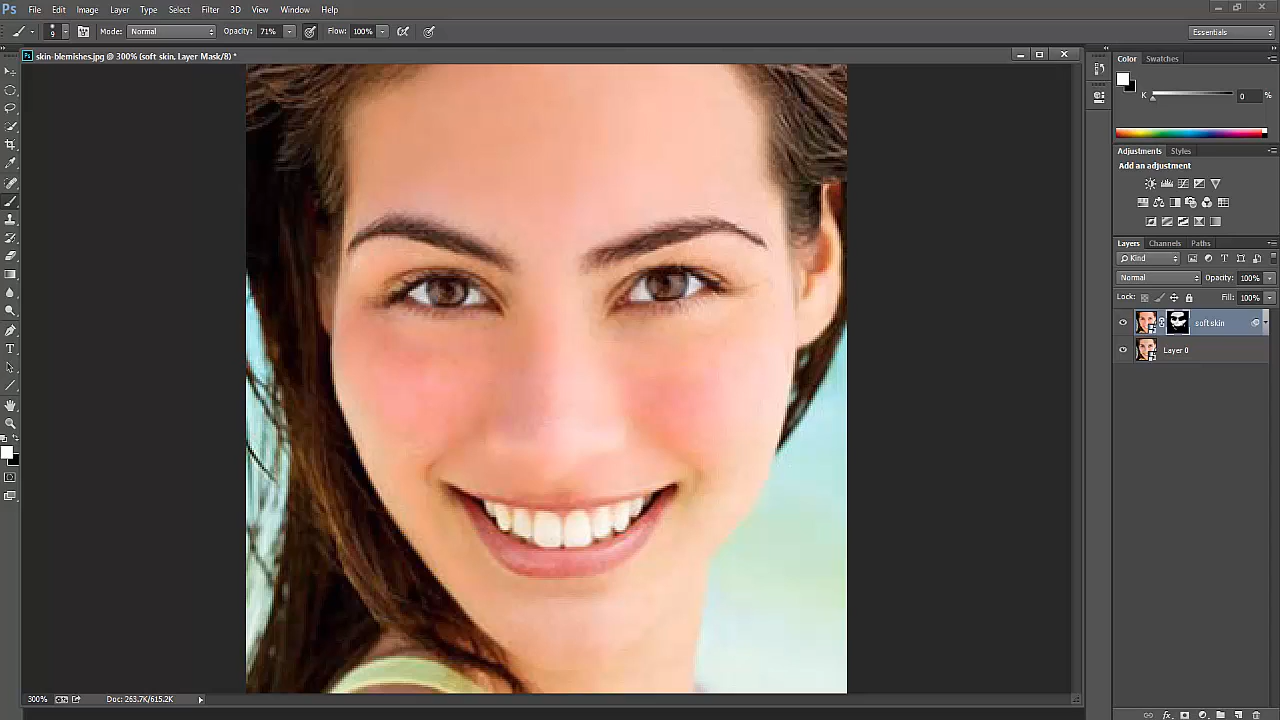 Ps File Edit Image Layer Type Select Filter 3D View Window Help
9 Mode: Normal Opacity: 71% Flow: 100% Essentials
skin-blemishes.jpg @ 300% (soft skin, Layer Mask/8) *
Color Swatches
K 0 %
Adjustments Styles
Add an adjustment
Layers Channels Paths
Kind
Normal Opacity: 100%
Lock: Fill: 100%
soft skin
Layer 0
300% Doc: 263.7K/615.2K
fx